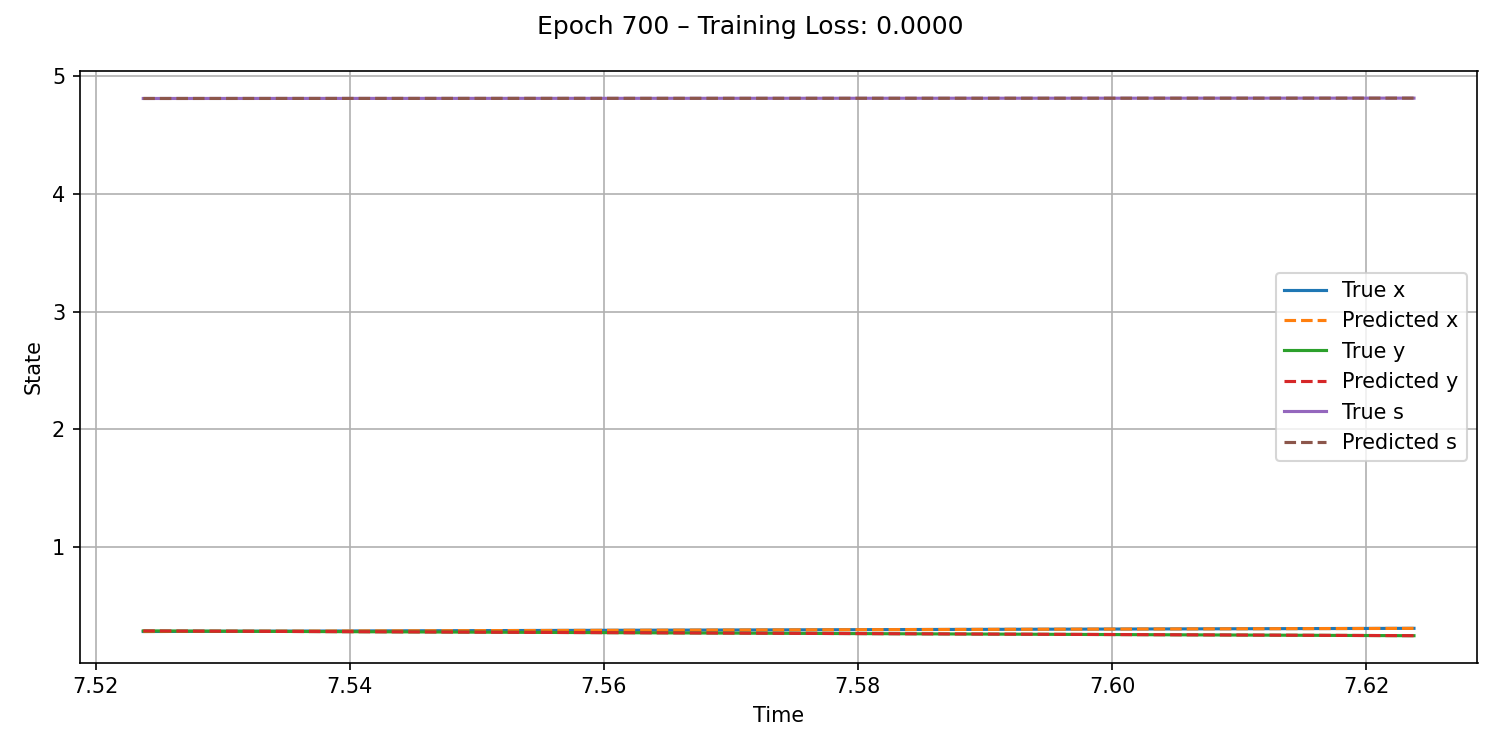 Epoch 700 – Training Loss: 0.0000
5
4
3
2
1
State
True x
Predicted x
True y
Predicted y
True s
Predicted s
7.52 7.54 7.56 7.58 7.60 7.62
Time